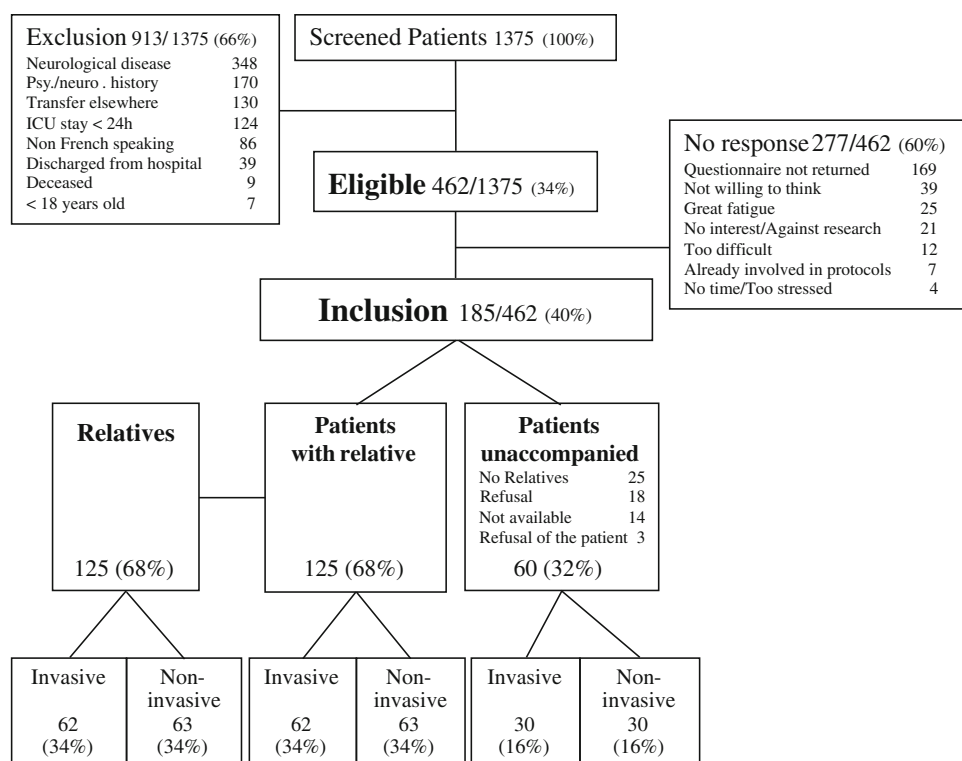 Exclusion 913/1375 (66%)
Neurological disease 348
Psy./neuro . history 170
Transfer elsewhere 130
ICU stay < 24h 124
Non French speaking 86
Discharged from hospital 39
Deceased 9
< 18 years old 7
Screened Patients 1375 (100%)
Eligible 462/1375 (34%)
No response 277/462 (60%)
Questionnaire not returned 169
Not willing to think 39
Great fatigue 25
No interest/Against research 21
Too difficult 12
Already involved in protocols 7
No time/Too stressed 4
Inclusion 185/462 (40%)
Relatives
125 (68%)
Patients
with relative
125 (68%)
Patients
unaccompanied
No Relatives 25
Refusal 18
Not available 14
Refusal of the patient 3
60 (32%)
Invasive
62
(34%)
Non-
invasive
63
(34%)
Invasive
62
(34%)
Non-
invasive
63
(34%)
Invasive
30
(16%)
Non-
invasive
30
(16%)